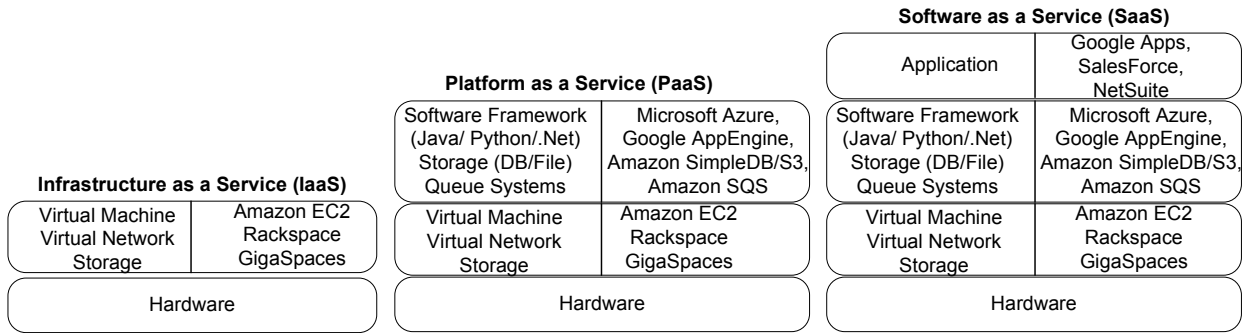 Infrastructure as a Service (IaaS)
Virtual Machine
Virtual Network
Storage
Amazon EC2
Rackspace
GigaSpaces
Hardware
Platform as a Service (PaaS)
Software Framework
(Java/ Python/.Net)
Storage (DB/File)
Queue Systems
Microsoft Azure,
Google AppEngine,
Amazon SimpleDB/S3,
Amazon SQS
Virtual Machine
Virtual Network
Storage
Amazon EC2
Rackspace
GigaSpaces
Hardware
Software as a Service (SaaS)
Application
Google Apps,
SalesForce,
NetSuite
Software Framework
(Java/ Python/.Net)
Storage (DB/File)
Queue Systems
Microsoft Azure,
Google AppEngine,
Amazon SimpleDB/S3,
Amazon SQS
Virtual Machine
Virtual Network
Storage
Amazon EC2
Rackspace
GigaSpaces
Hardware